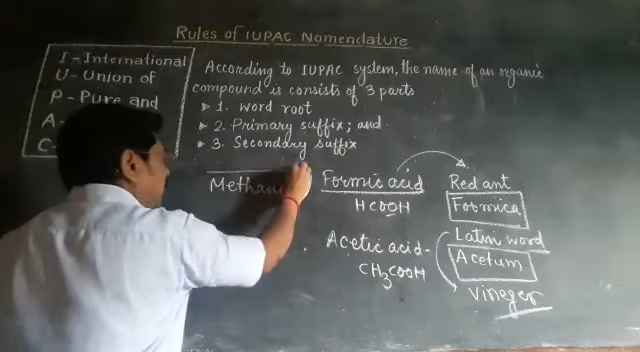 Rules of IUPAC Nomenclature
I - International
U - Union of
P - Pure and
A -
C -
According to IUPAC system, the name of an organic
compound is consists of 3 parts
1. Word root
2. Primary suffix; and
3. Secondary suffix
Methan
Formic acid
HCOOH
Red ant
Formica
Acetic acid -
CH3COOH
Latin word
Acetum
Vineger